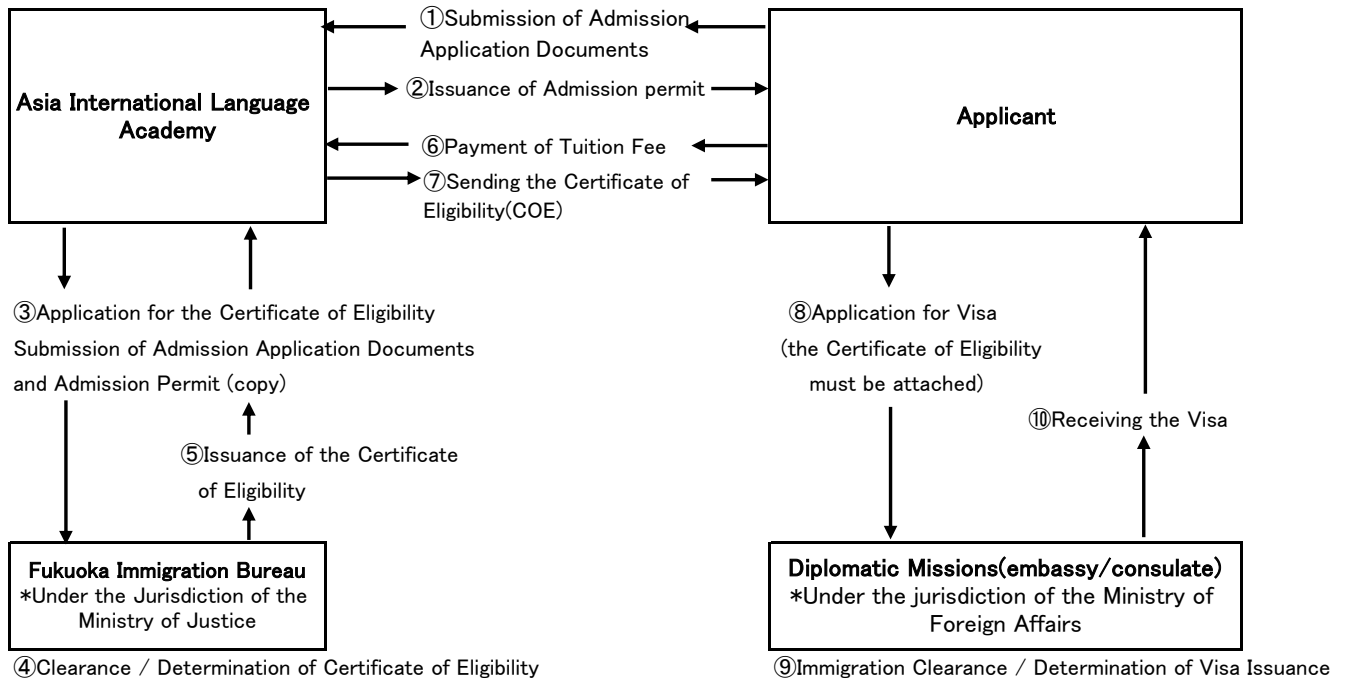 ①Submission of Admission
Application Documents
Asia International Language
Academy
②Issuance of Admission permit
Applicant
⑥Payment of Tuition Fee
⑦Sending the Certificate of
Eligibility(COE)
③Application for the Certificate of Eligibility
Submission of Admission Application Documents
and Admission Permit (copy)
⑧Application for Visa
(the Certificate of Eligibility
must be attached)
⑤Issuance of the Certificate
of Eligibility
⑩Receiving the Visa
Fukuoka Immigration Bureau
*Under the Jurisdiction of the
Ministry of Justice
Diplomatic Missions(embassy/consulate)
*Under the jurisdiction of the Ministry of
Foreign Affairs
④Clearance / Determination of Certificate of Eligibility
⑨Immigration Clearance / Determination of Visa Issuance